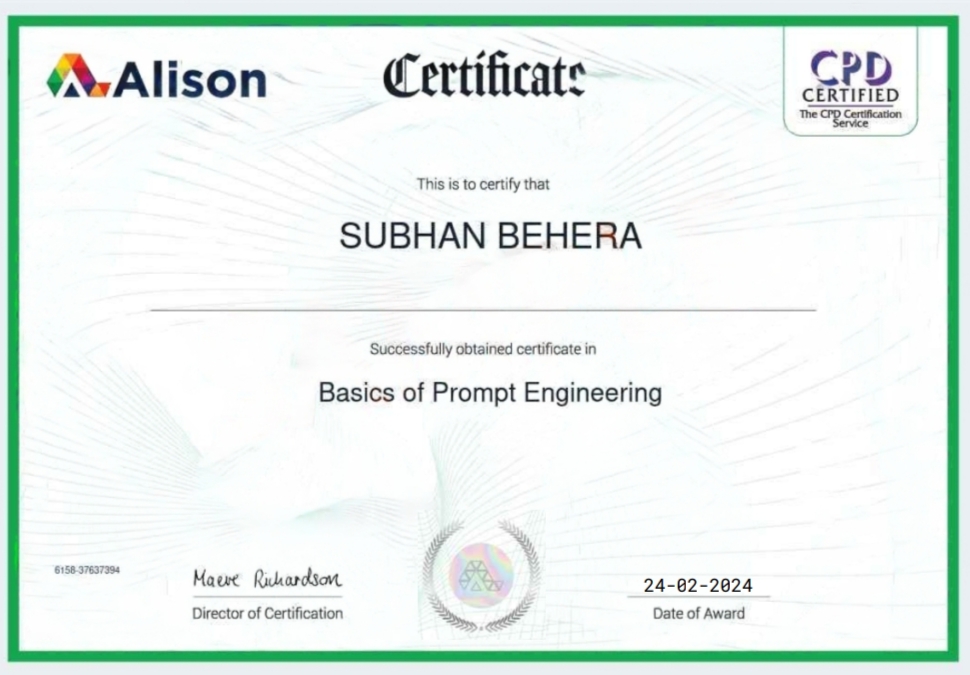 Alison
Certificate
CPD
CERTIFIED
The CPD Certification
Service
This is to certify that
SUBHAN BEHERA
Successfully obtained certificate in
Basics of Prompt Engineering
6158-37637394
Maeve Richardson
Director of Certification
24-02-2024
Date of Award